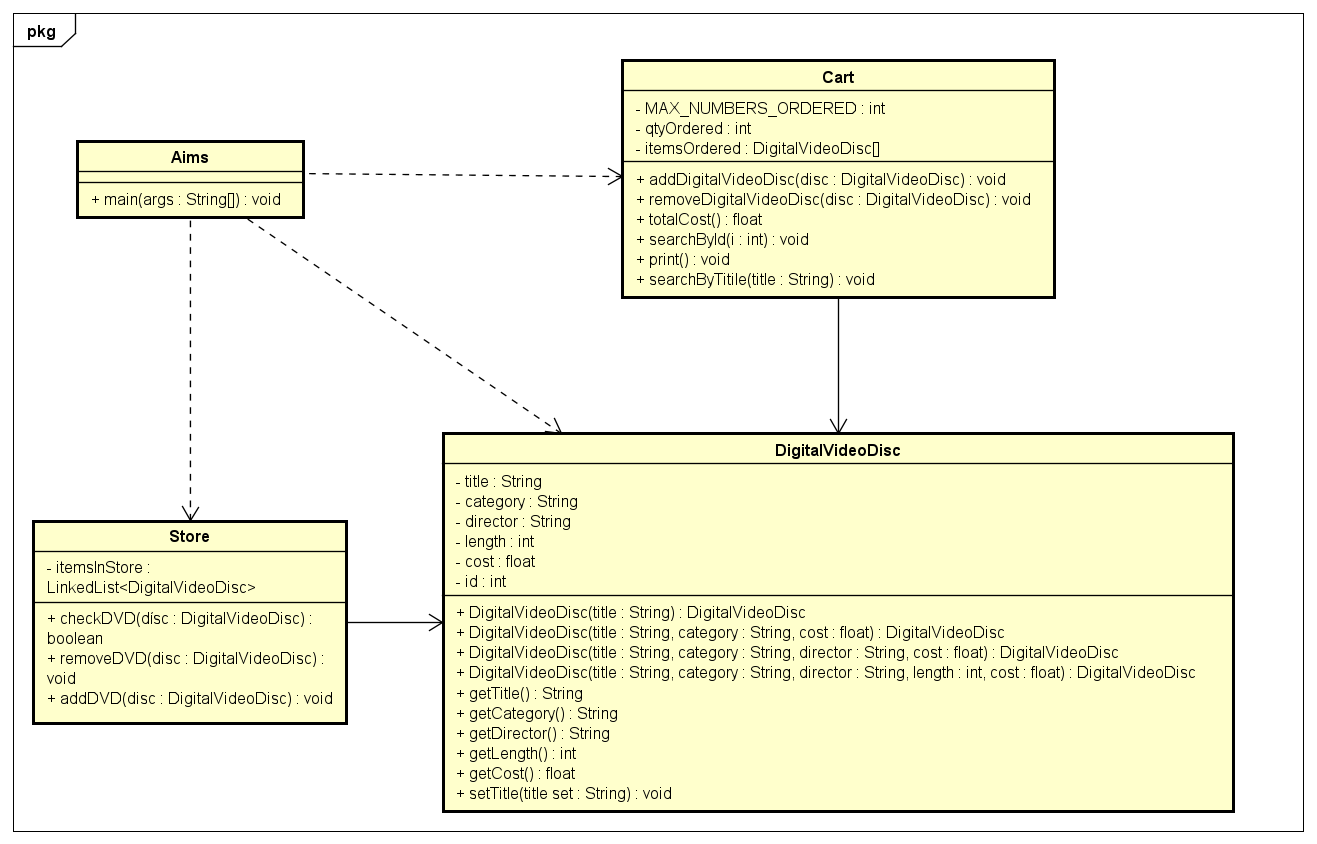 pkg
Cart
- MAX_NUMBERS_ORDERED : int
- qtyOrdered : int
- itemsOrdered : DigitalVideoDisc[]
+ addDigitalVideoDisc(disc : DigitalVideoDisc) : void
+ removeDigitalVideoDisc(disc : DigitalVideoDisc) : void
+ totalCost() : float
+ searchById(i : int) : void
+ print() : void
+ searchByTitile(title : String) : void
Aims
+ main(args : String[]) : void
DigitalVideoDisc
- title : String
- category : String
- director : String
- length : int
- cost : float
- id : int
+ DigitalVideoDisc(title : String) : DigitalVideoDisc
+ DigitalVideoDisc(title : String, category : String, cost : float) : DigitalVideoDisc
+ DigitalVideoDisc(title : String, category : String, director : String, cost : float) : DigitalVideoDisc
+ DigitalVideoDisc(title : String, category : String, director : String, length : int, cost : float) : DigitalVideoDisc
+ getTitle() : String
+ getCategory() : String
+ getDirector() : String
+ getLength() : int
+ getCost() : float
+ setTitle(title set : String) : void
Store
- itemsInStore :
LinkedList<DigitalVideoDisc>
+ checkDVD(disc : DigitalVideoDisc) :
boolean
+ removeDVD(disc : DigitalVideoDisc) :
void
+ addDVD(disc : DigitalVideoDisc) : void